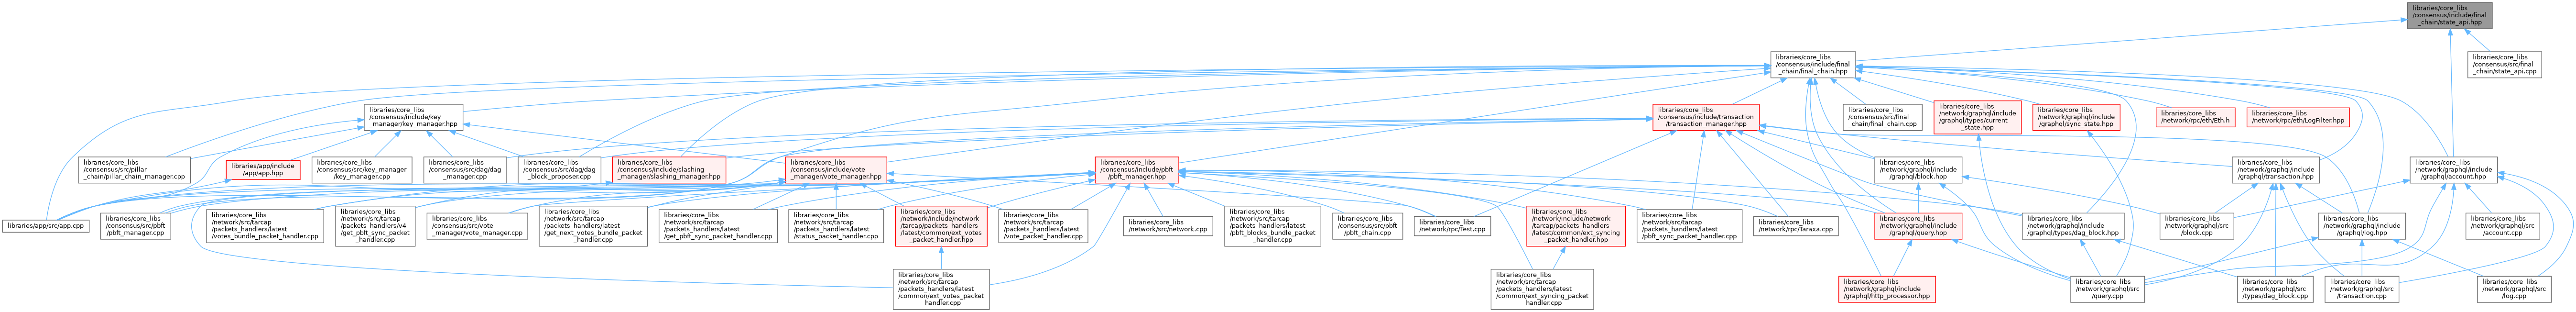 libraries/core_libs
/consensus/include/final
_chain/state_api.hpp
libraries/core_libs
/consensus/include/final
_chain/final_chain.hpp
libraries/core_libs
/consensus/src/final
_chain/state_api.cpp
libraries/core_libs
/consensus/include/key
_manager/key_manager.hpp
libraries/core_libs
/consensus/include/transaction
/transaction_manager.hpp
libraries/core_libs
/consensus/src/final
_chain/final_chain.cpp
libraries/core_libs
/network/graphql/include
/graphql/types/current
_state.hpp
libraries/core_libs
/network/graphql/include
/graphql/sync_state.hpp
libraries/core_libs
/network/rpc/eth/Eth.h
libraries/core_libs
/network/rpc/eth/LogFilter.hpp
libraries/core_libs
/consensus/src/pillar
_chain/pillar_chain_manager.cpp
libraries/app/include
/app/app.hpp
libraries/core_libs
/consensus/src/key_manager
/key_manager.cpp
libraries/core_libs
/consensus/src/dag/dag
_manager.cpp
libraries/core_libs
/consensus/src/dag/dag
_block_proposer.cpp
libraries/core_libs
/consensus/include/slashing
_manager/slashing_manager.hpp
libraries/core_libs
/consensus/include/vote
_manager/vote_manager.hpp
libraries/core_libs
/consensus/include/pbft
/pbft_manager.hpp
libraries/core_libs
/network/graphql/include
/graphql/block.hpp
libraries/core_libs
/network/graphql/include
/graphql/transaction.hpp
libraries/core_libs
/network/graphql/include
/graphql/account.hpp
libraries/app/src/app.cpp
libraries/core_libs
/consensus/src/pbft
/pbft_manager.cpp
libraries/core_libs
/network/src/tarcap
/packets_handlers/latest
/votes_bundle_packet_handler.cpp
libraries/core_libs
/network/src/tarcap
/packets_handlers/v4
/get_pbft_sync_packet
_handler.cpp
libraries/core_libs
/consensus/src/vote
_manager/vote_manager.cpp
libraries/core_libs
/network/src/tarcap
/packets_handlers/latest
/get_next_votes_bundle_packet
_handler.cpp
libraries/core_libs
/network/src/tarcap
/packets_handlers/latest
/get_pbft_sync_packet_handler.cpp
libraries/core_libs
/network/src/tarcap
/packets_handlers/latest
/status_packet_handler.cpp
libraries/core_libs
/network/include/network
/tarcap/packets_handlers
/latest/common/ext_votes
_packet_handler.hpp
libraries/core_libs
/network/src/tarcap
/packets_handlers/latest
/vote_packet_handler.cpp
libraries/core_libs
/network/src/network.cpp
libraries/core_libs
/network/src/tarcap
/packets_handlers/latest
/pbft_blocks_bundle_packet
_handler.cpp
libraries/core_libs
/consensus/src/pbft
/pbft_chain.cpp
libraries/core_libs
/network/rpc/Test.cpp
libraries/core_libs
/network/include/network
/tarcap/packets_handlers
/latest/common/ext_syncing
_packet_handler.hpp
libraries/core_libs
/network/src/tarcap
/packets_handlers/latest
/pbft_sync_packet_handler.cpp
libraries/core_libs
/network/rpc/Taraxa.cpp
libraries/core_libs
/network/graphql/include
/graphql/query.hpp
libraries/core_libs
/network/graphql/include
/graphql/types/dag_block.hpp
libraries/core_libs
/network/graphql/src
/block.cpp
libraries/core_libs
/network/graphql/include
/graphql/log.hpp
libraries/core_libs
/network/graphql/src
/account.cpp
libraries/core_libs
/network/src/tarcap
/packets_handlers/latest
/common/ext_votes_packet
_handler.cpp
libraries/core_libs
/network/src/tarcap
/packets_handlers/latest
/common/ext_syncing_packet
_handler.cpp
libraries/core_libs
/network/graphql/include
/graphql/http_processor.hpp
libraries/core_libs
/network/graphql/src
/query.cpp
libraries/core_libs
/network/graphql/src
/types/dag_block.cpp
libraries/core_libs
/network/graphql/src
/transaction.cpp
libraries/core_libs
/network/graphql/src
/log.cpp